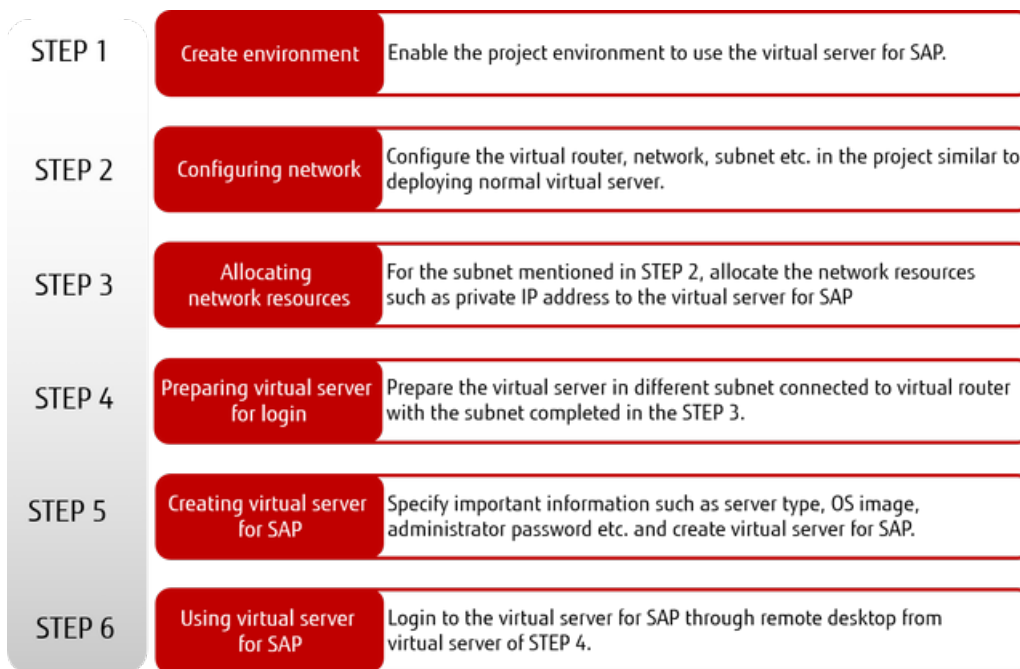 STEP 1
Create environment
Enable the project environment to use the virtual server for SAP.
STEP 2
Configuring network
Configure the virtual router, network, subnet etc. in the project similar to
deploying normal virtual server.
STEP 3
Allocating
network resources
For the subnet mentioned in STEP 2, allocate the network resources
such as private IP address to the virtual server for SAP
STEP 4
Preparing virtual server
for login
Prepare the virtual server in different subnet connected to virtual router
with the subnet completed in the STEP 3.
STEP 5
Creating virtual server
for SAP
Specify important information such as server type, OS image,
administrator password etc. and create virtual server for SAP.
STEP 6
Using virtual server
for SAP
Login to the virtual server for SAP through remote desktop from
virtual server of STEP 4.